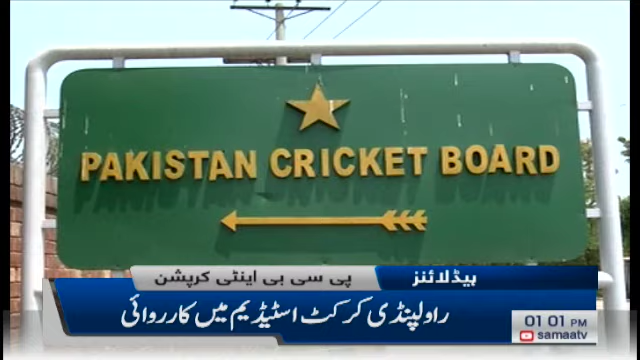 PAKISTAN CRICKET BOARD
ہیڈلائنز
پی سی بی اینٹی کرپشن
راولپنڈی کرکٹ اسٹیڈیم میں کارروائی
01 01 PM
samaatv